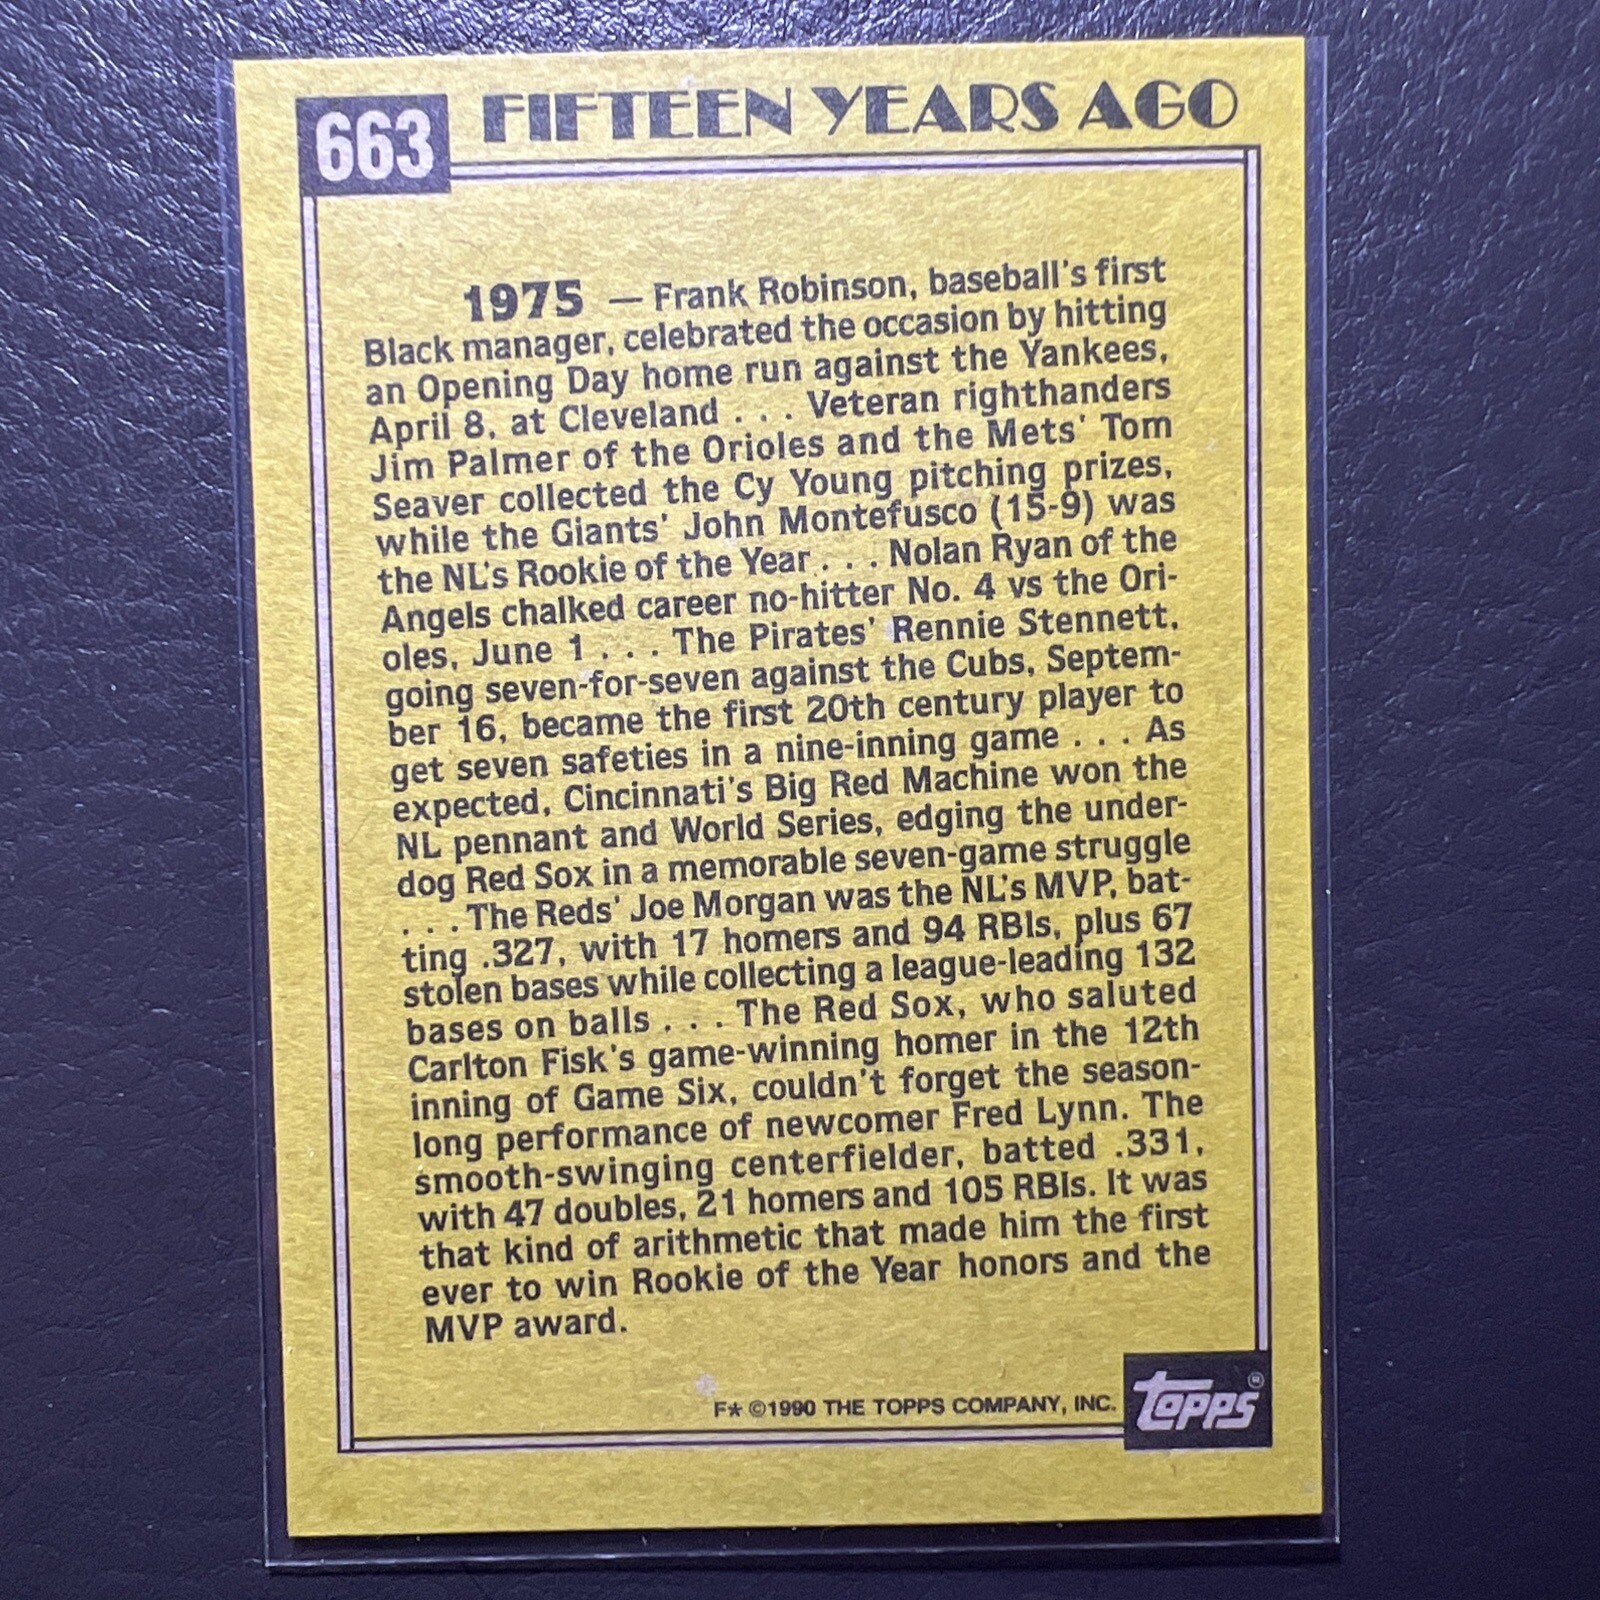 663
FIFTEEN YEARS AGO
1975 — Frank Robinson, baseball's first
Black manager, celebrated the occasion by hitting
an Opening Day home run against the Yankees,
April 8, at Cleveland . . . Veteran righthanders
Jim Palmer of the Orioles and the Mets' Tom
Seaver collected the Cy Young pitching prizes,
while the Giants' John Montefusco (15-9) was
the NL's Rookie of the Year . . . Nolan Ryan of the
Angels chalked career no-hitter No. 4 vs the Ori-
oles, June 1 . . . The Pirates' Rennie Stennett,
going seven-for-seven against the Cubs, Septem-
ber 16, became the first 20th century player to
get seven safeties in a nine-inning game . . . As
expected, Cincinnati's Big Red Machine won the
NL pennant and World Series, edging the under-
dog Red Sox in a memorable seven-game struggle
. . . The Reds' Joe Morgan was the NL's MVP, bat-
ting .327, with 17 homers and 94 RBIs, plus 67
stolen bases while collecting a league-leading 132
bases on balls . . . The Red Sox, who saluted
Carlton Fisk's game-winning homer in the 12th
inning of Game Six, couldn't forget the season-
long performance of newcomer Fred Lynn. The
smooth-swinging centerfielder, batted .331,
with 47 doubles, 21 homers and 105 RBIs. It was
that kind of arithmetic that made him the first
ever to win Rookie of the Year honors and the
MVP award.
F★ ©1990 THE TOPPS COMPANY, INC.
topps®